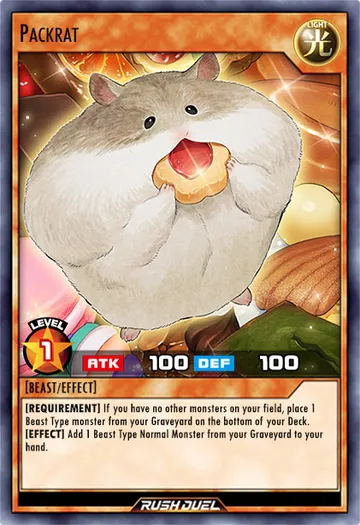 PACKRAT
LIGHT
光
LEVEL
1
ATK 100 DEF 100
[BEAST/EFFECT]
[REQUIREMENT] If you have no other monsters on your field, place 1
Beast Type monster from your Graveyard on the bottom of your Deck.
[EFFECT] Add 1 Beast Type Normal Monster from your Graveyard to your
hand.
RUSH DUEL